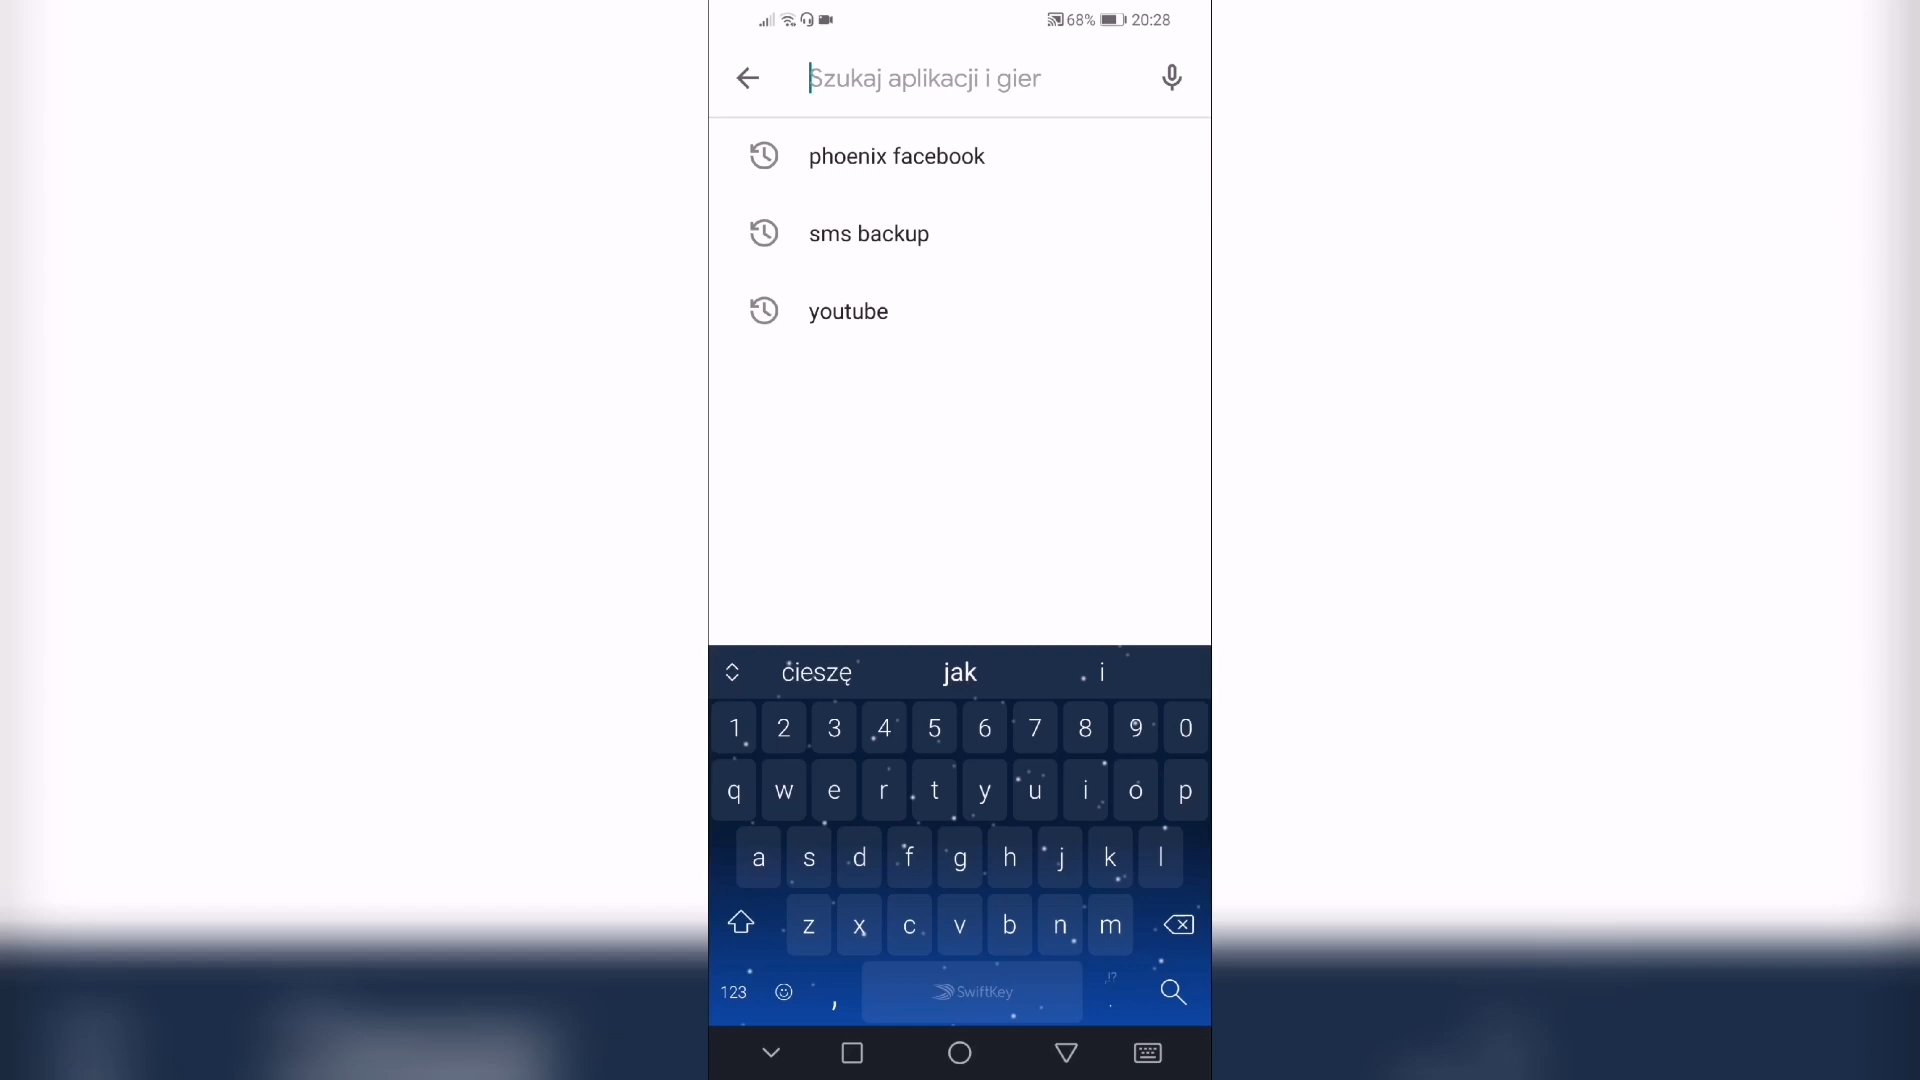 68% 20:28
Szukaj aplikacji i gier
phoenix facebook
sms backup
youtube
cieszę jak i
1 2 3 4 5 6 7 8 9 0
q w e r t y u i o p
a s d f g h j k l
z x c v b n m
,!?
123 , SwiftKey .